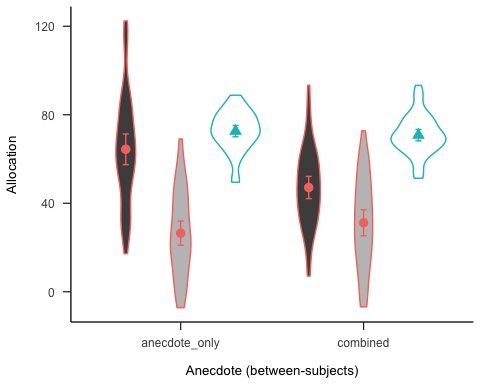 120
80
40
0
Allocation
anecdote_only
combined
Anecdote (between-subjects)